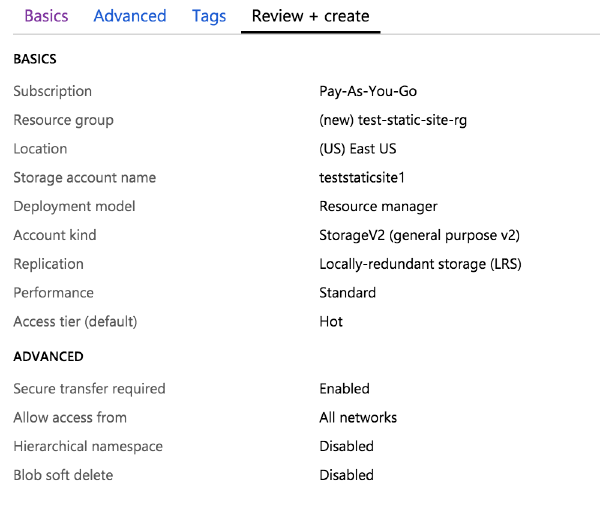 Basics Advanced Tags Review + create
BASICS
Subscription Pay-As-You-Go
Resource group (new) test-static-site-rg
Location (US) East US
Storage account name teststaticsite1
Deployment model Resource manager
Account kind StorageV2 (general purpose v2)
Replication Locally-redundant storage (LRS)
Performance Standard
Access tier (default) Hot
ADVANCED
Secure transfer required Enabled
Allow access from All networks
Hierarchical namespace Disabled
Blob soft delete Disabled